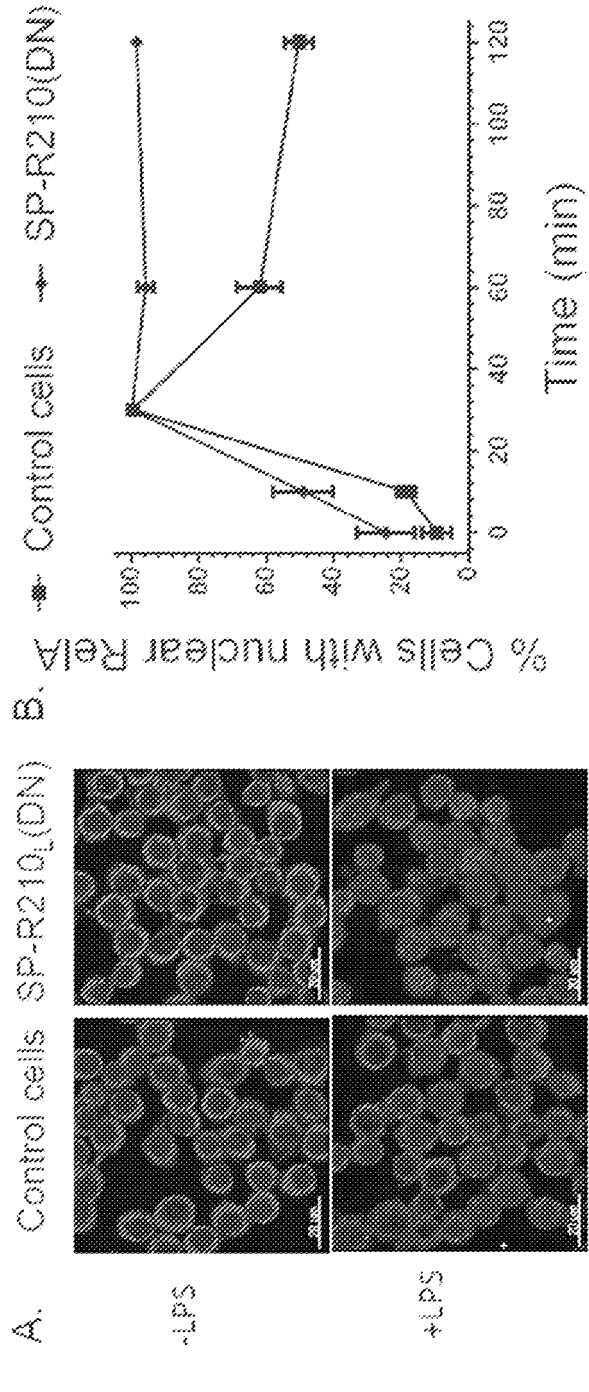 A.
Control cells
SP-R210L(DN)
-LPS
+LPS
B.
Control cells
SP-R210(DN)
% Cells with nuclear RelA
100
80
60
40
20
0
0 20 40 60 80 100 120
Time (min)